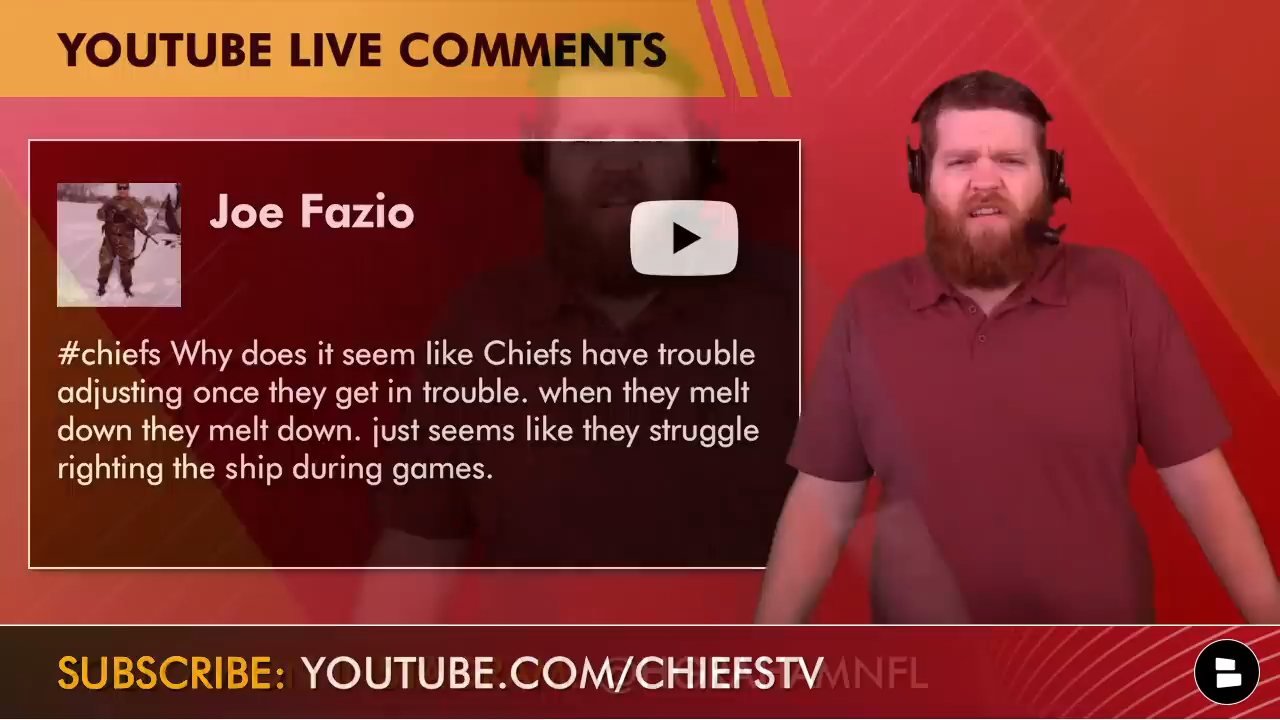 YOUTUBE LIVE COMMENTS
Joe Fazio
#chiefs Why does it seem like Chiefs have trouble
adjusting once they get in trouble. when they melt
down they melt down. just seems like they struggle
righting the ship during games.
SUBSCRIBE: YOUTUBE.COM/CHIEFSTV